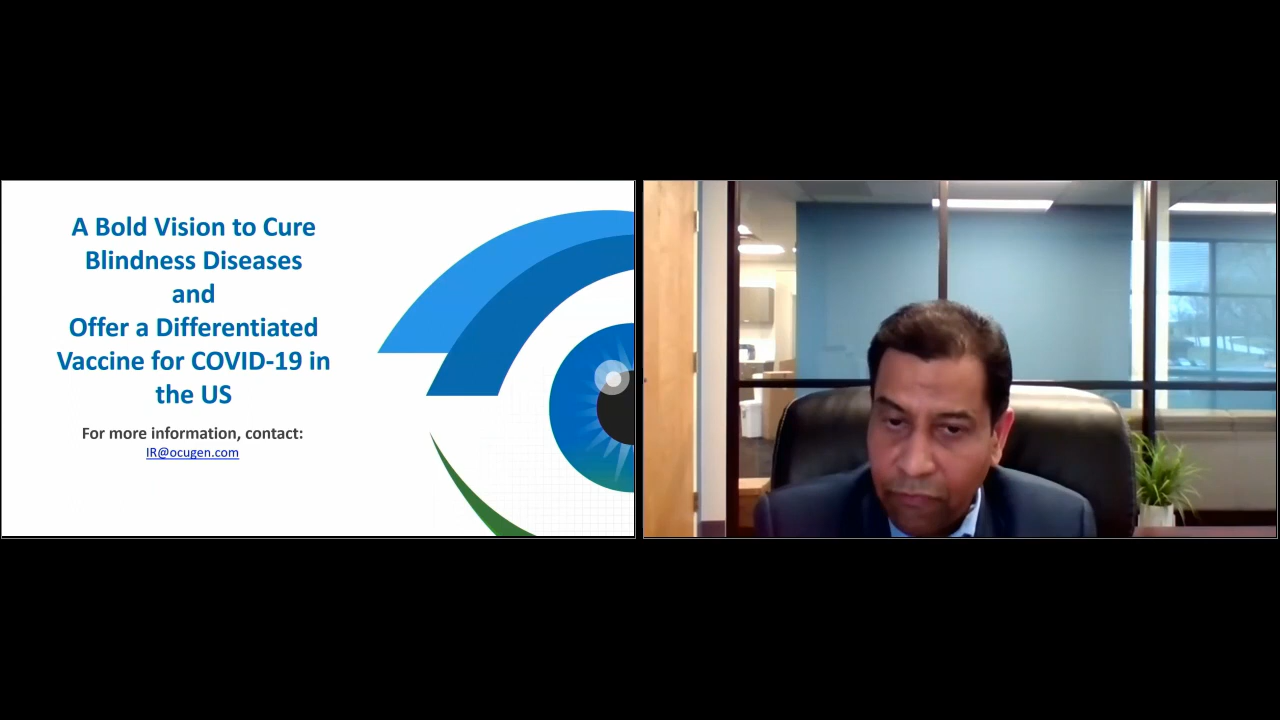 A Bold Vision to Cure
Blindness Diseases
and
Offer a Differentiated
Vaccine for COVID-19 in
the US
For more information, contact:
IR@ocugen.com